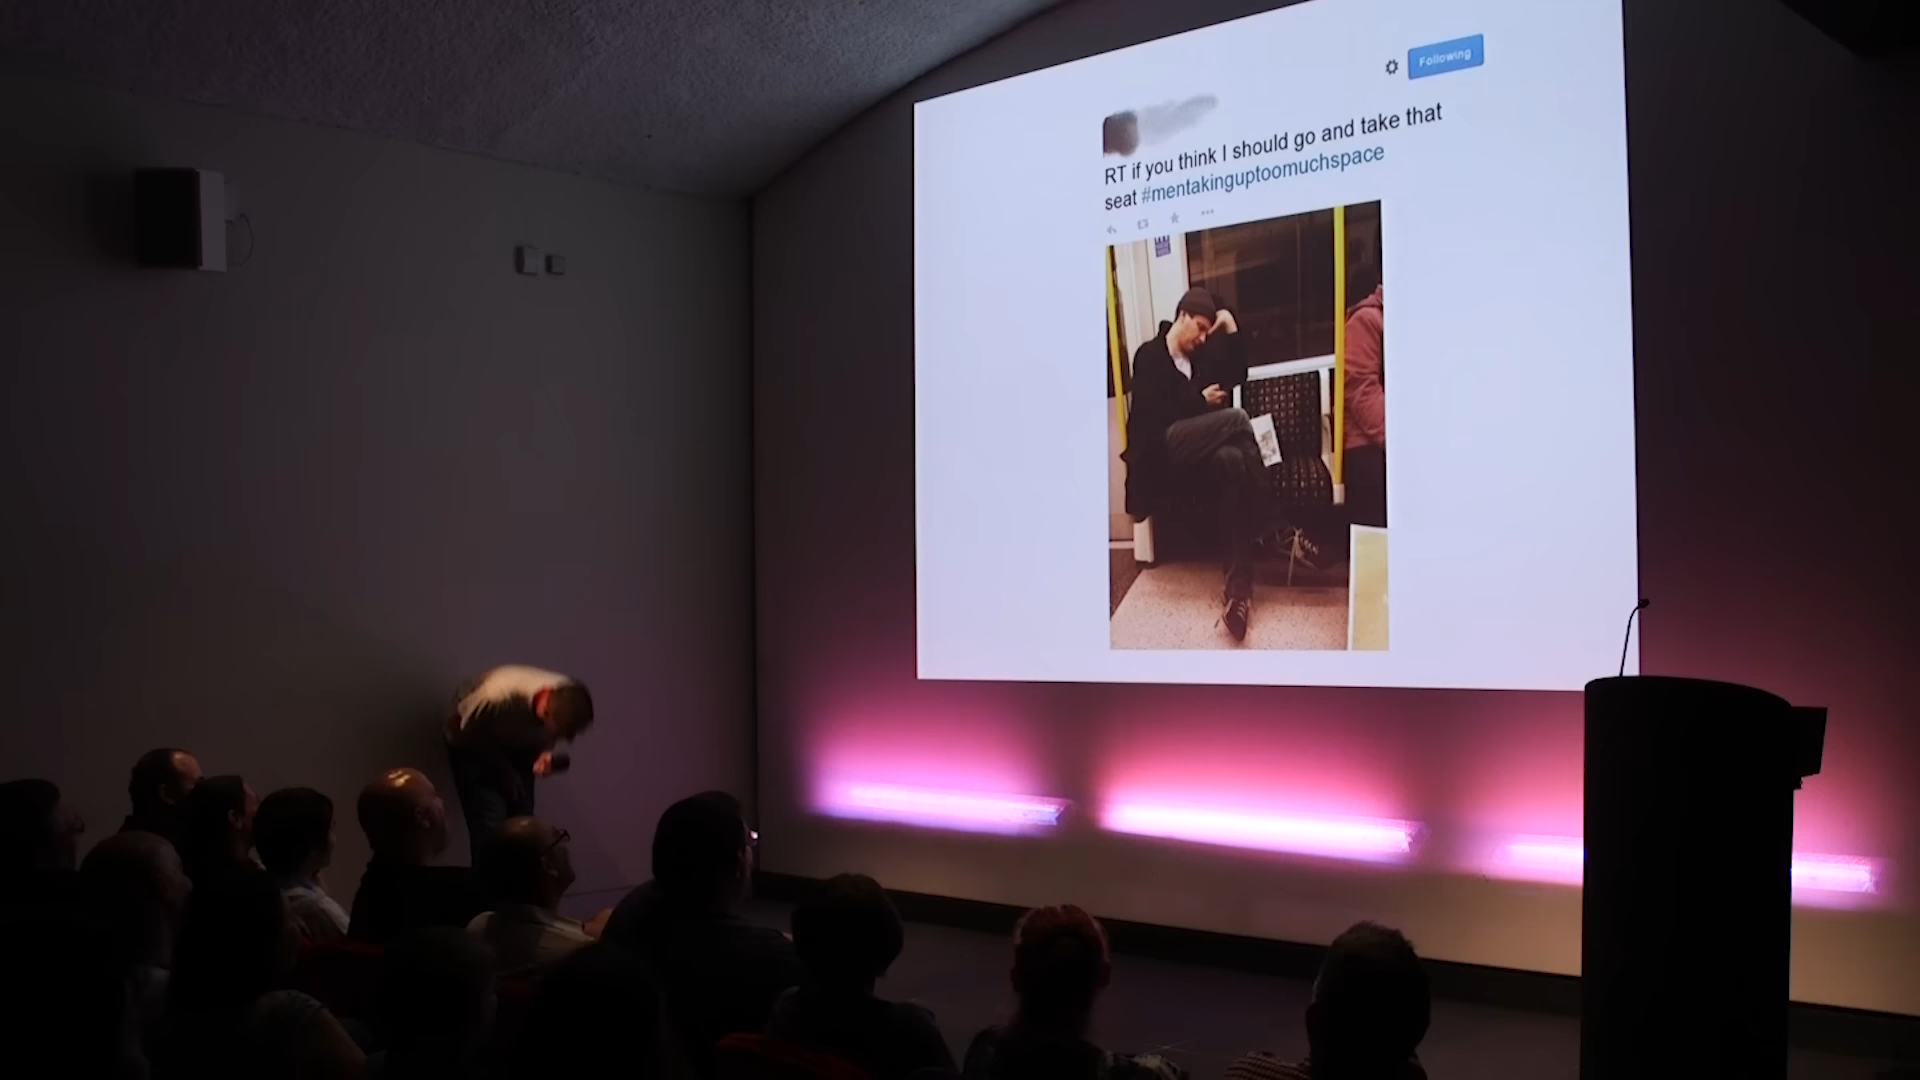 Following
RT if you think I should go and take that
seat #mentakinguptoomuchspace